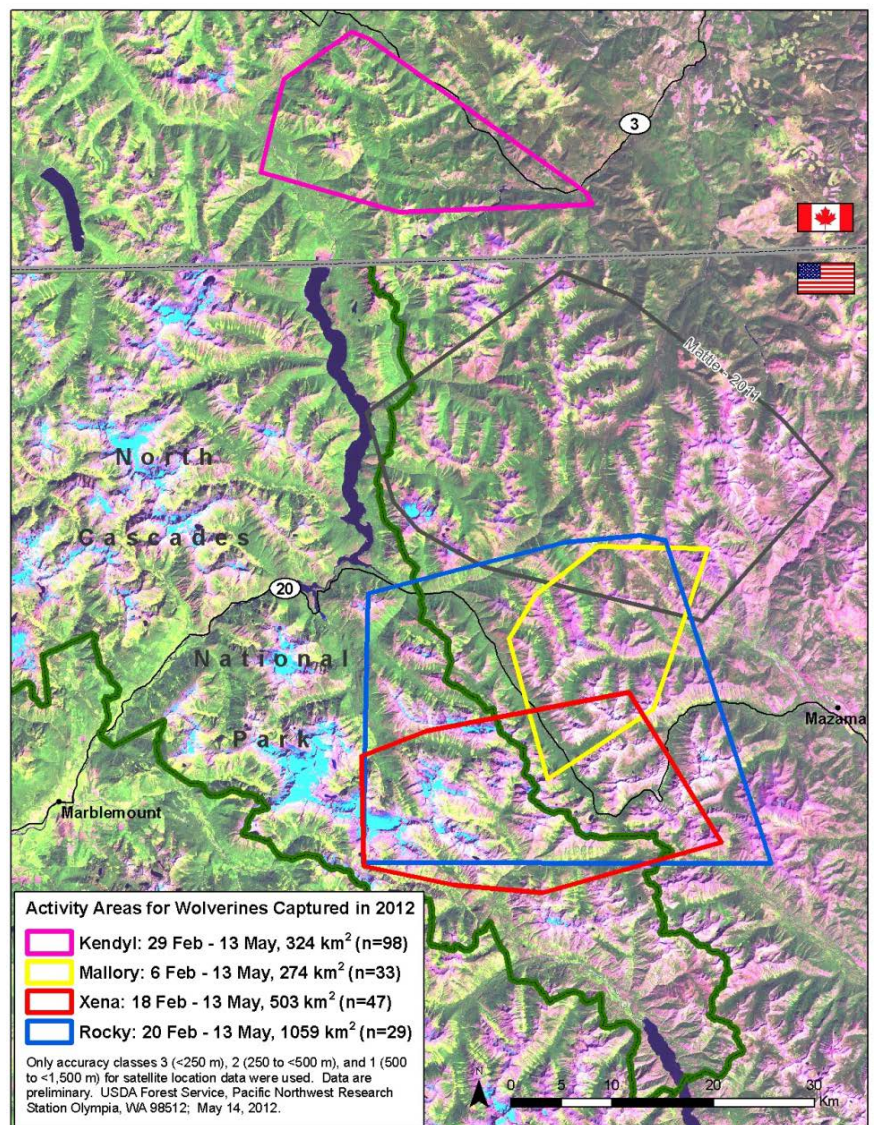 3
Mattie - 2011
North
Cascades
20
National
Park
Mazama
Marblemount
Activity Areas for Wolverines Captured in 2012
Kendyl: 29 Feb - 13 May, 324 km² (n=98)
Mallory: 6 Feb - 13 May, 274 km² (n=33)
Xena: 18 Feb - 13 May, 503 km² (n=47)
Rocky: 20 Feb - 13 May, 1059 km² (n=29)
Only accuracy classes 3 (<250 m), 2 (250 to <500 m), and 1 (500
to <1,500 m) for satellite location data were used. Data are
preliminary. USDA Forest Service, Pacific Northwest Research
Station Olympia, WA 98512; May 14, 2012.
N
0 5 10 20 30
Km